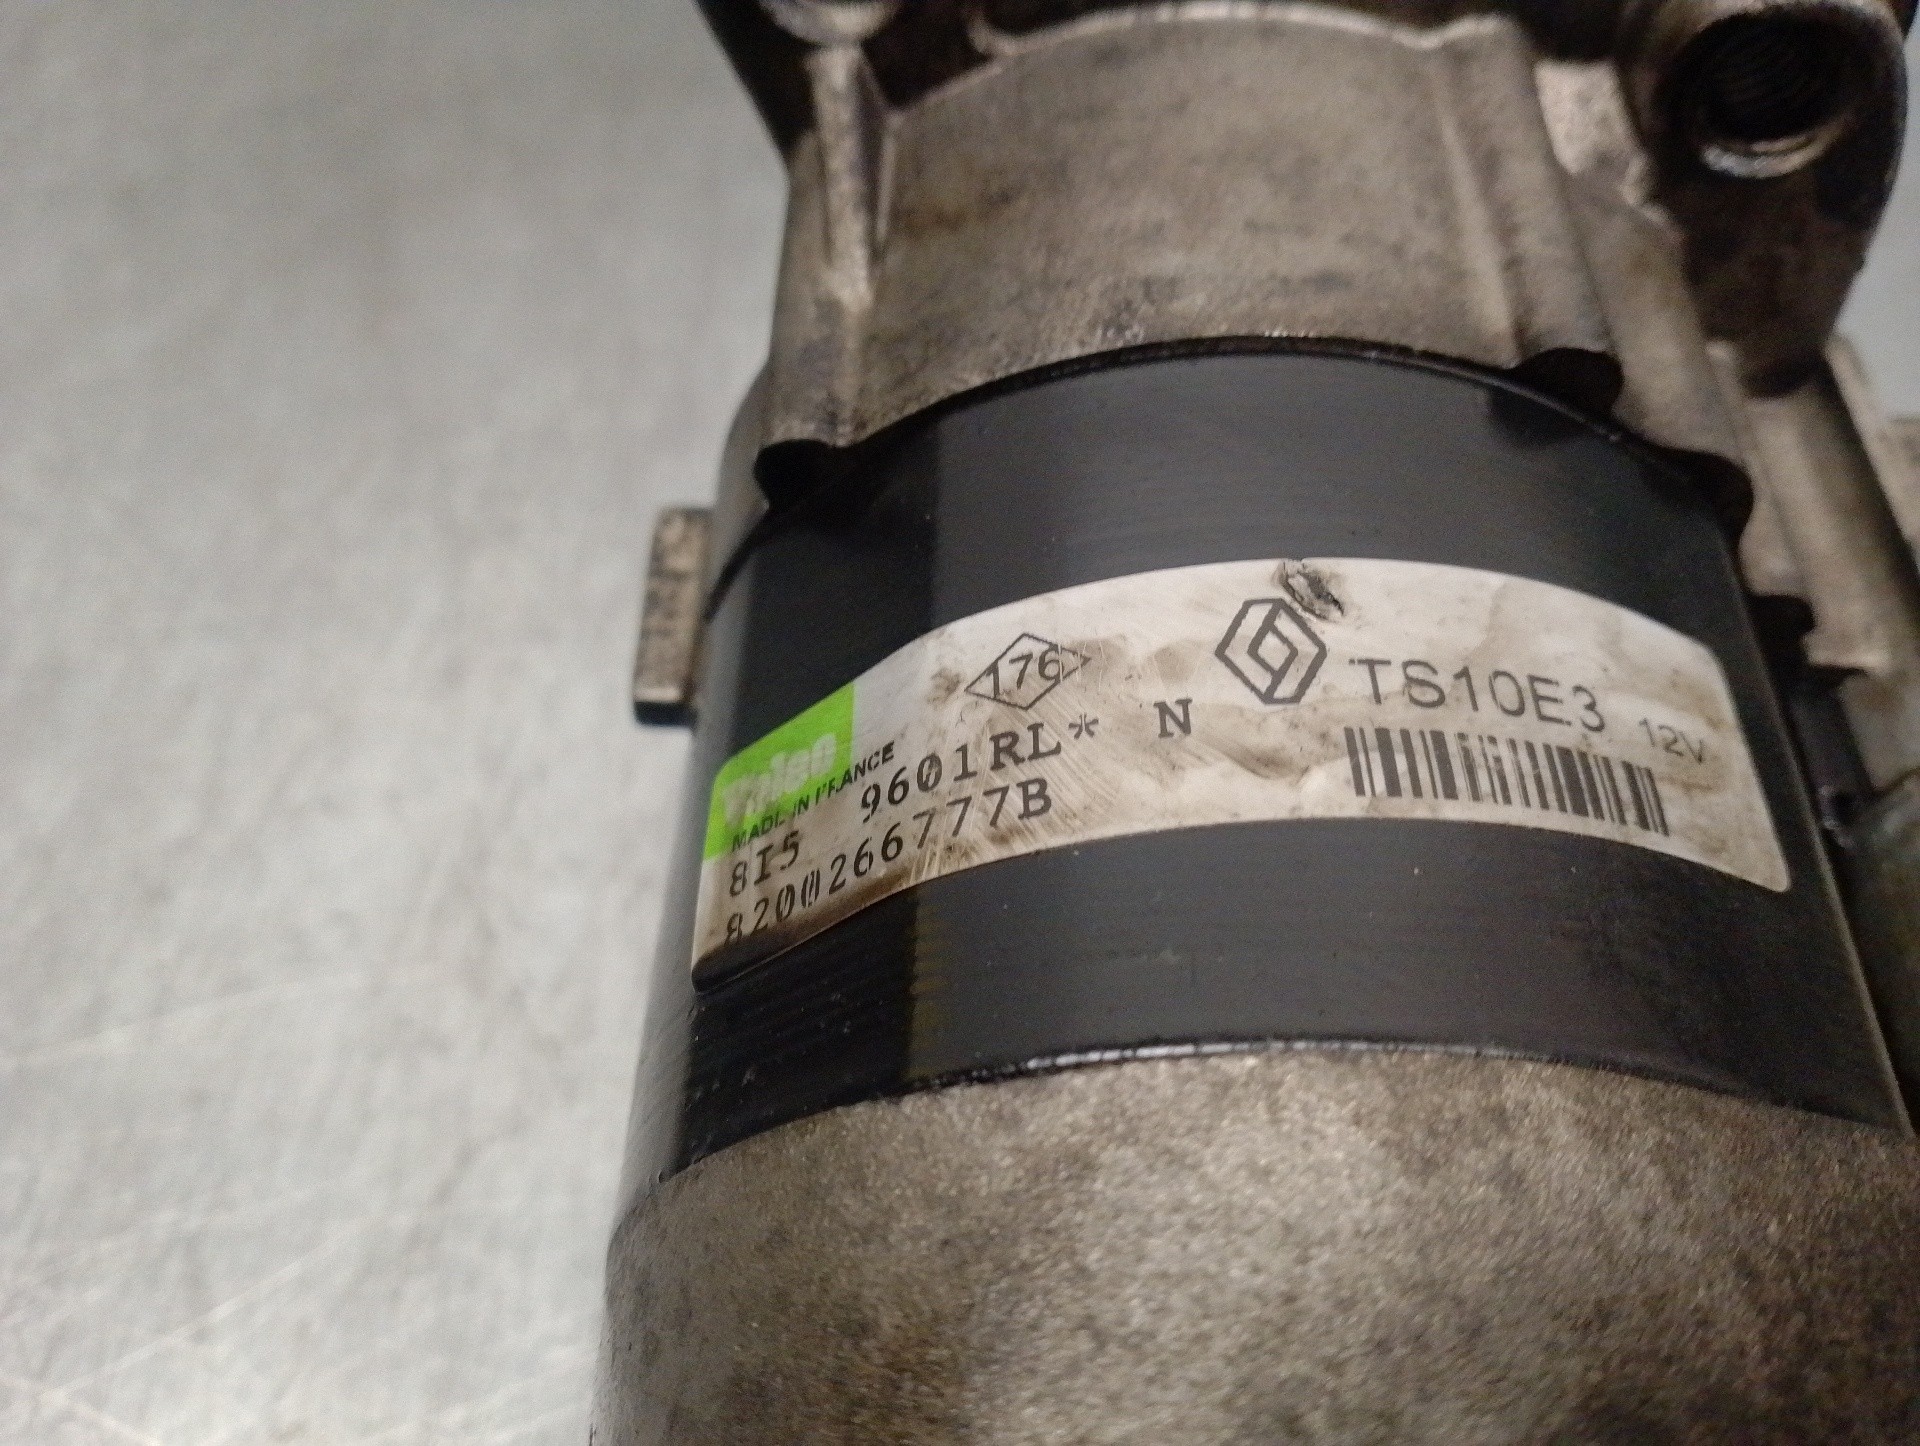 valeo
MADE IN FRANCE
176
TS10E3 12V
8I5 9601RL* N
8200266777B